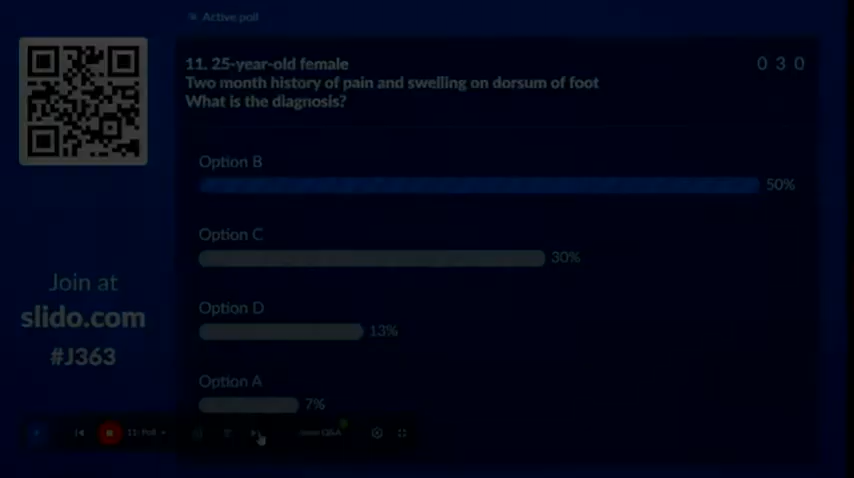 Active poll
11. 25-year-old female
Two month history of pain and swelling on dorsum of foot
What is the diagnosis?
0 3 0
Option B
50%
Option C
30%
Option D
13%
Option A
7%
Join at
slido.com
#J363
11: Poll
Q&A